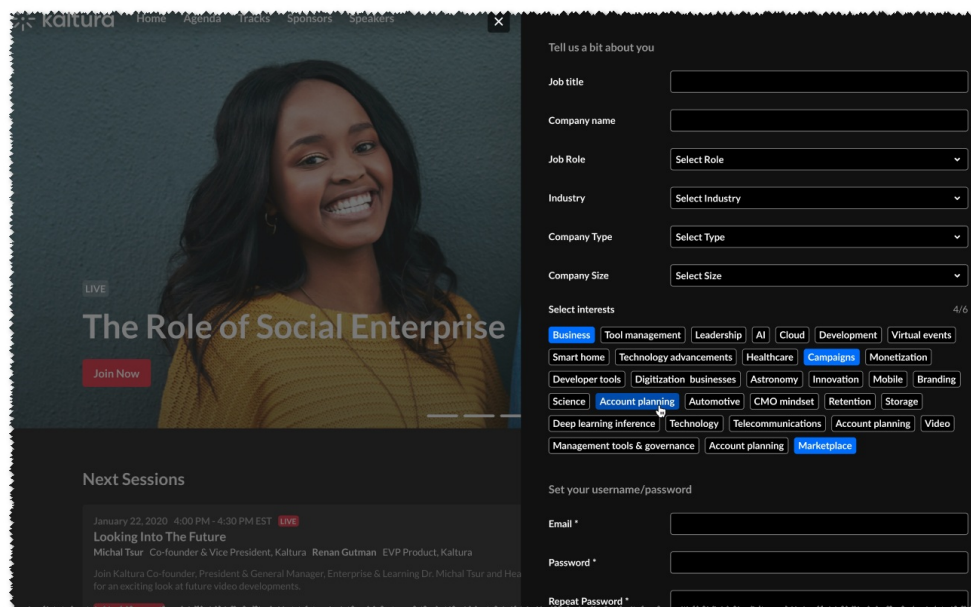 kaltura Home Agenda Tracks Sponsors Speakers
LIVE
The Role of Social Enterprise
Join Now
Next Sessions
January 22, 2020 4:00 PM - 4:30 PM EST LIVE
Looking Into The Future
Michal Tsur Co-founder & Vice President, Kaltura Renan Gutman EVP Product, Kaltura
Join Kaltura Co-founder, President & General Manager, Enterprise & Learning Dr. Michal Tsur and Hea
for an exciting look at future video developments.
Tell us a bit about you
Job title
Company name
Job Role Select Role
Industry Select Industry
Company Type Select Type
Company Size Select Size
Select interests 4/6
Business Tool management Leadership AI Cloud Development Virtual events
Smart home Technology advancements Healthcare Campaigns Monetization
Developer tools Digitization businesses Astronomy Innovation Mobile Branding
Science Account planning Automotive CMO mindset Retention Storage
Deep learning inference Technology Telecommunications Account planning Video
Management tools & governance Account planning Marketplace
Set your username/password
Email *
Password *
Repeat Password *